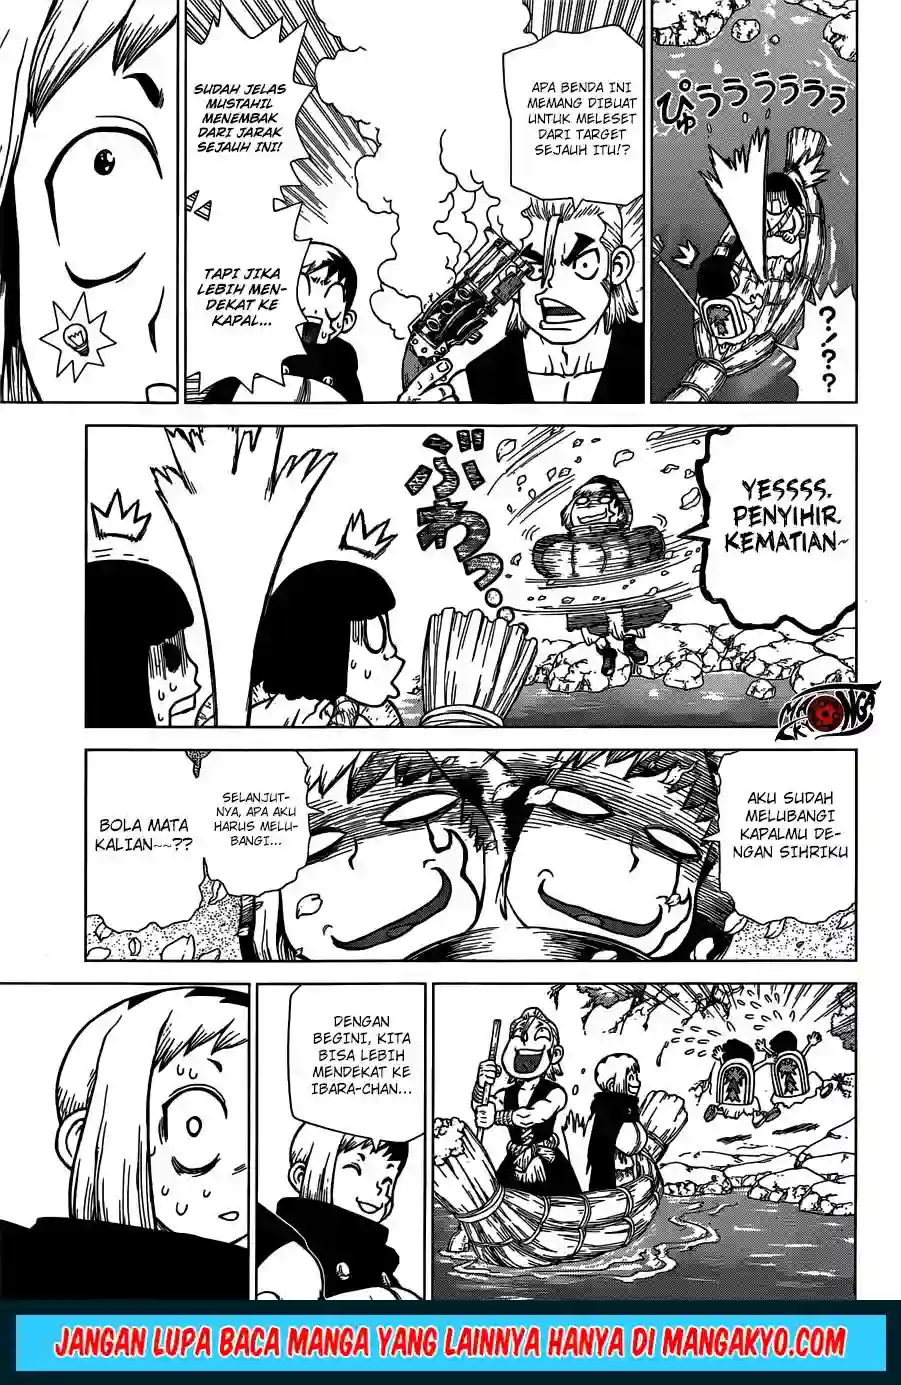 ぴゅううううううう
?!??
APA BENDA INI
MEMANG DIBUAT
UNTUK MELESET
DARI TARGET
SEJAUH ITU!?
SUDAH JELAS
MUSTAHIL
MENEMBAK
DARI JARAK
SEJAUH INI!
TAPI JIKA
LEBIH MEN-
DEKAT KE
KAPAL...
YESSSS,
PENYIHIR
KEMATIAN~
ぶわっ。
MANGAKYO
AKU SUDAH
MELUBANGI
KAPALMU DE-
NGAN SIHRIKU
SELANJUT-
NYA, APA AKU
HARUS MELU-
BANGI...
BOLA MATA
KALIAN~~??
DENGAN
BEGINI, KITA
BISA LEBIH
MENDEKAT KE
IBARA-CHAN...
JANGAN LUPA BACA MANGA YANG LAINNYA HANYA DI MANGAKYO.COM